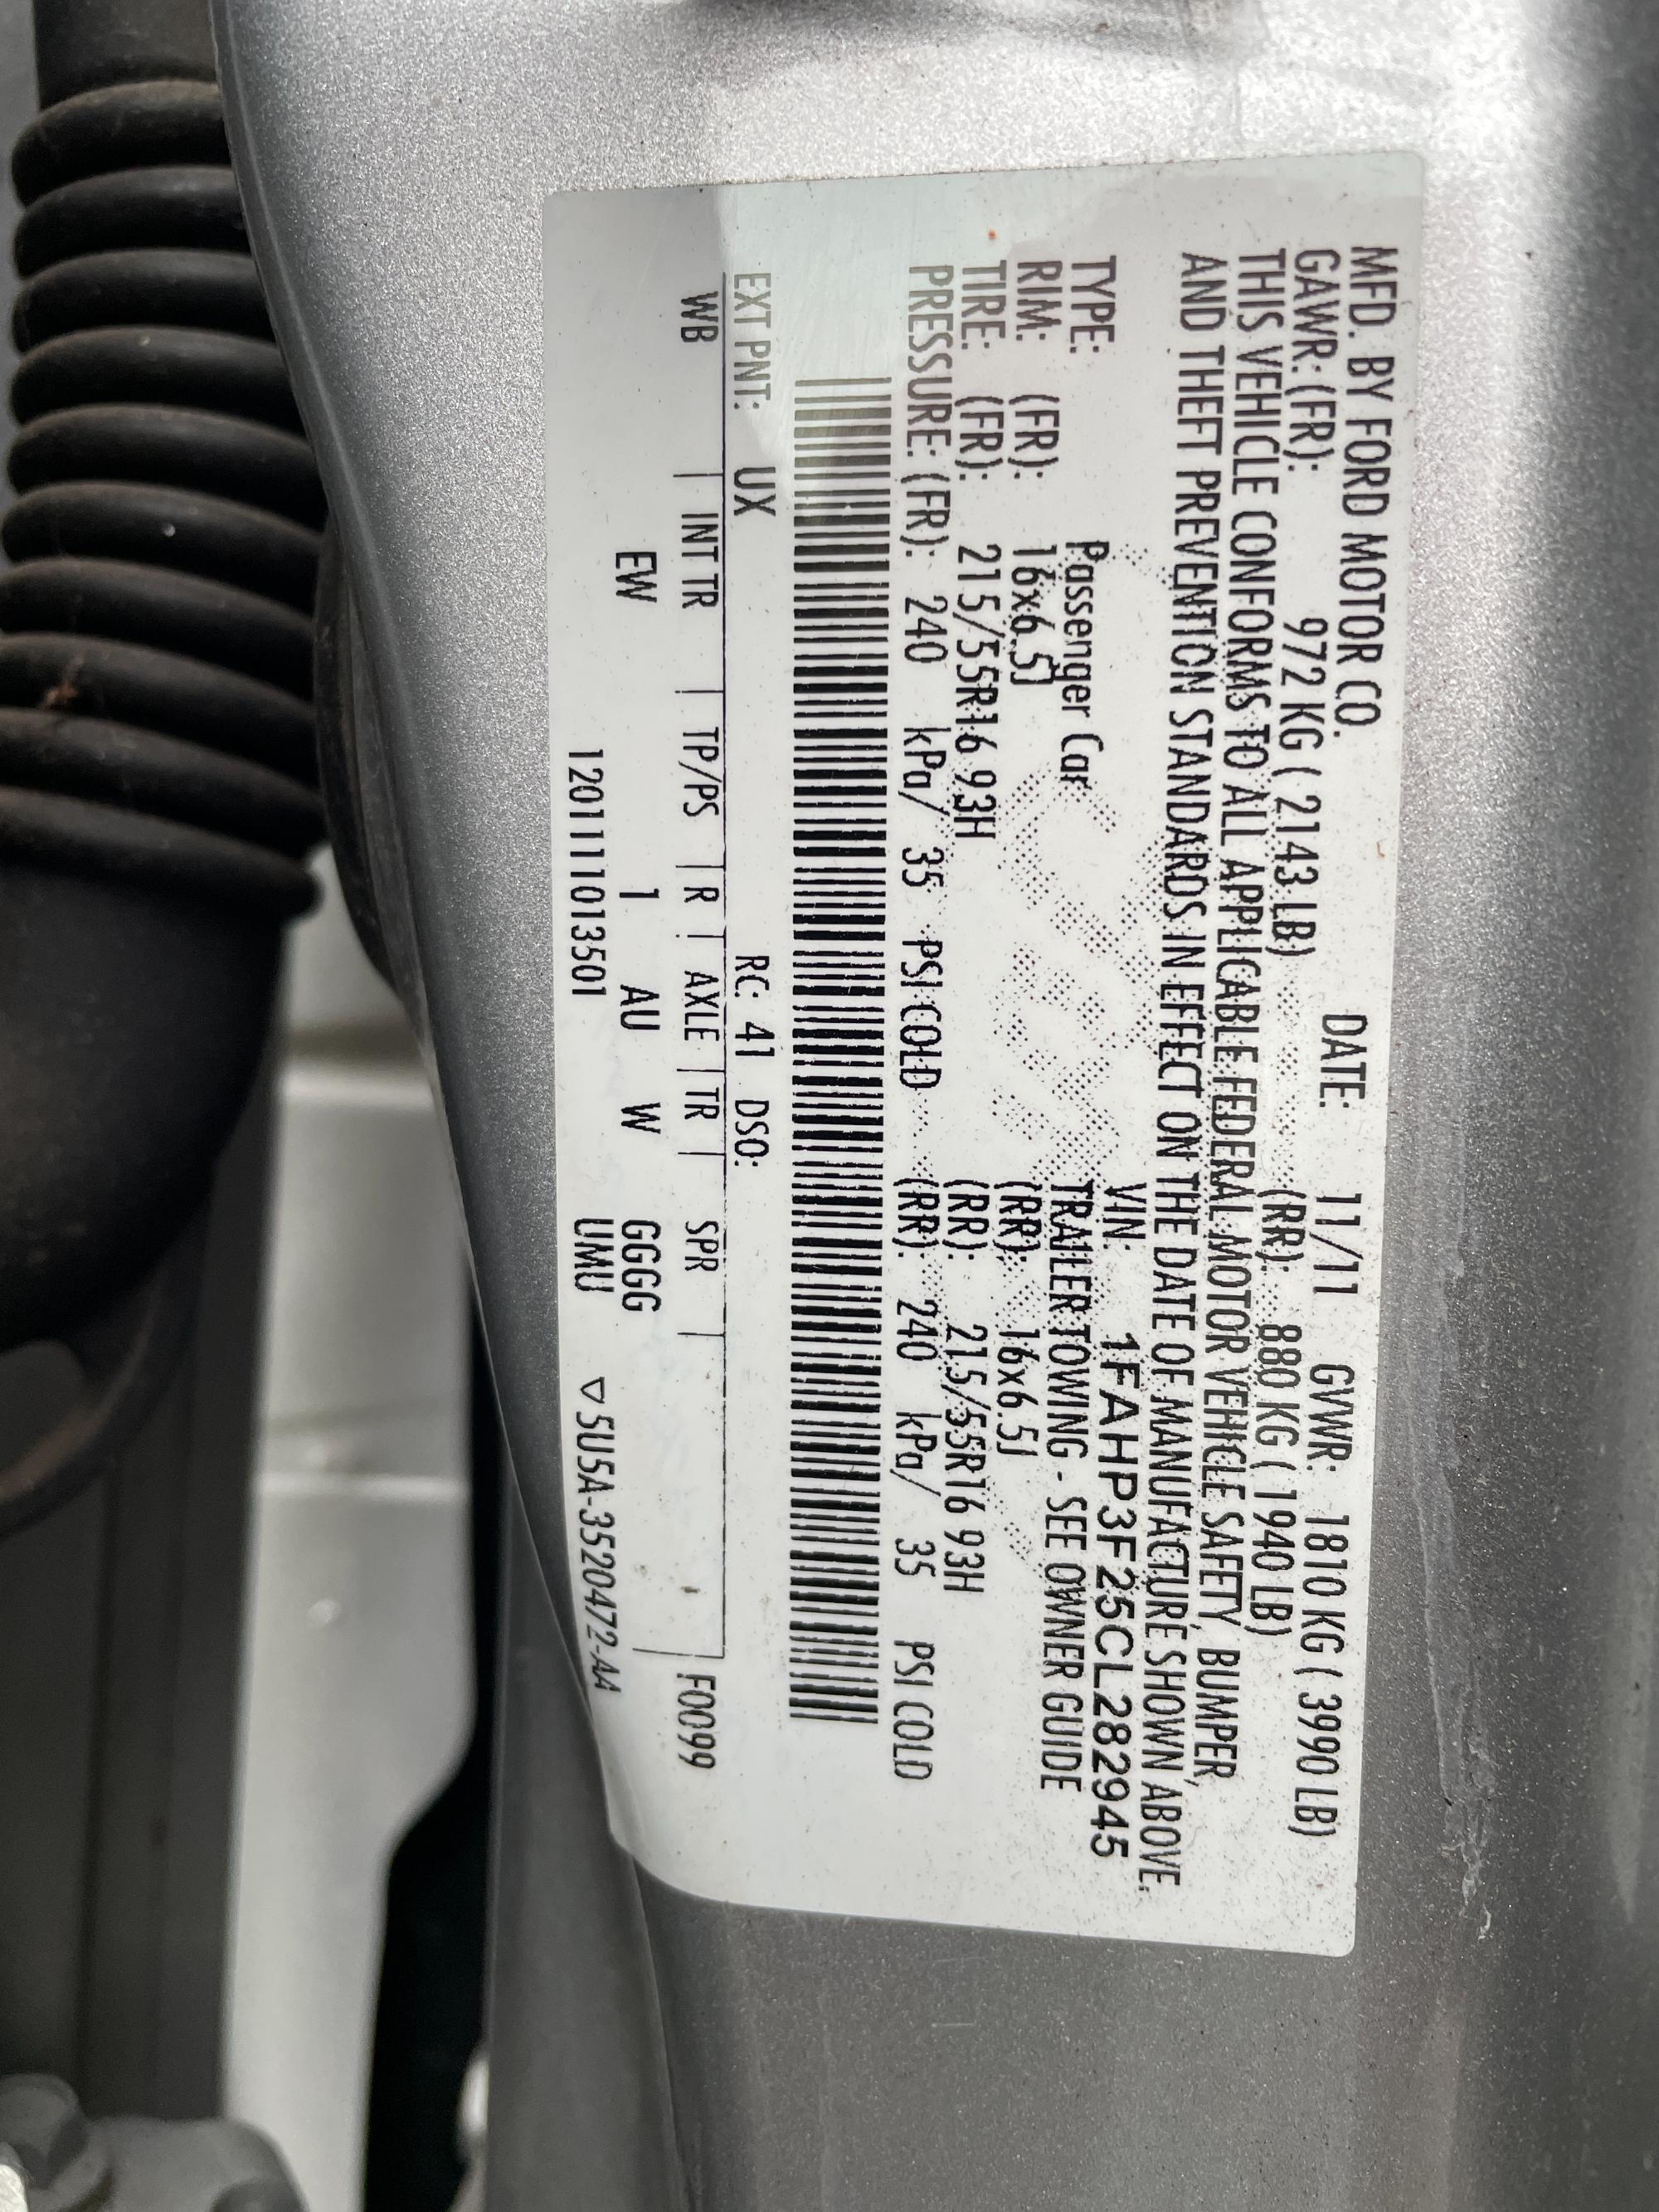 MFD. BY FORD MOTOR CO. DATE: 11/11 GVWR: 1810 KG ( 3990 LB)
GAWR: (FR): 972 KG ( 2143 LB) (RR): 880 KG ( 1940 LB)
THIS VEHICLE CONFORMS TO ALL APPLICABLE FEDERAL MOTOR VEHICLE SAFETY, BUMPER,
AND THEFT PREVENTION STANDARDS IN EFFECT ON THE DATE OF MANUFACTURE SHOWN ABOVE.
VIN: 1FAHP3F25CL282945
TYPE: Passenger Car TRAILER TOWING - SEE OWNER GUIDE
RIM: (FR): 16x6.5J (RR): 16x6.5J
TIRE: (FR): 215/55R16 93H (RR): 215/55R16 93H
PRESSURE: (FR): 240 kPa/ 35 PSI COLD (RR): 240 kPa/ 35 PSI COLD
EXT PNT: UX RC: 41 DSO:
WB | INT TR | TP/PS | R | AXLE | TR | SPR | F0099
EW 1 AU W GGGG
1201111013501 UMU ▽5U5A-3520472-AA